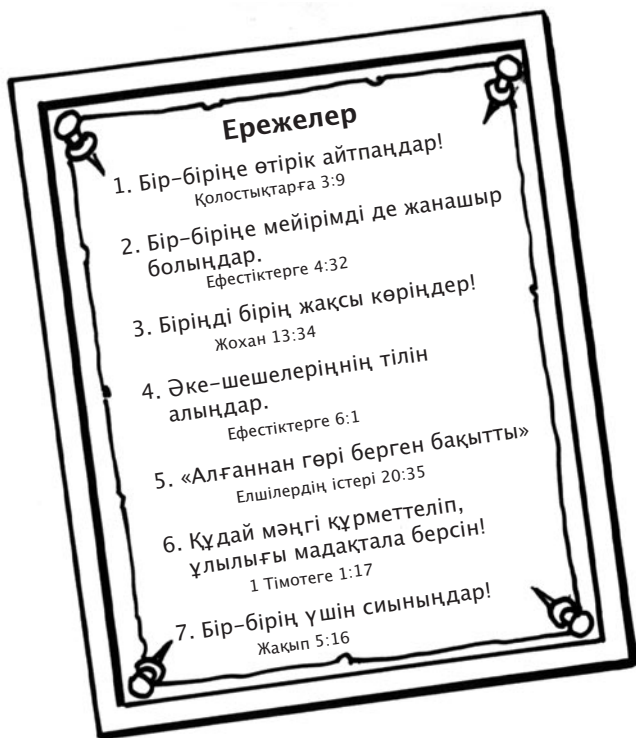 Ережелер
1. Бір-біріңе өтірік айтпаңдар!
Қолостықтарға 3:9
2. Бір-біріңе мейірімді де жанашыр
болыңдар.
Ефестіктерге 4:32
3. Біріңді бірің жақсы көріңдер!
Жохан 13:34
4. Әке-шешелеріңнің тілін
алыңдар.
Ефестіктерге 6:1
5. «Алғаннан гөрі берген бақытты»
Елшілердің істері 20:35
6. Құдай мәңгі құрметтеліп,
ұлылығы мадақтала берсін!
1 Тімотеге 1:17
7. Бір-бірің үшін сиыныңдар!
Жақып 5:16